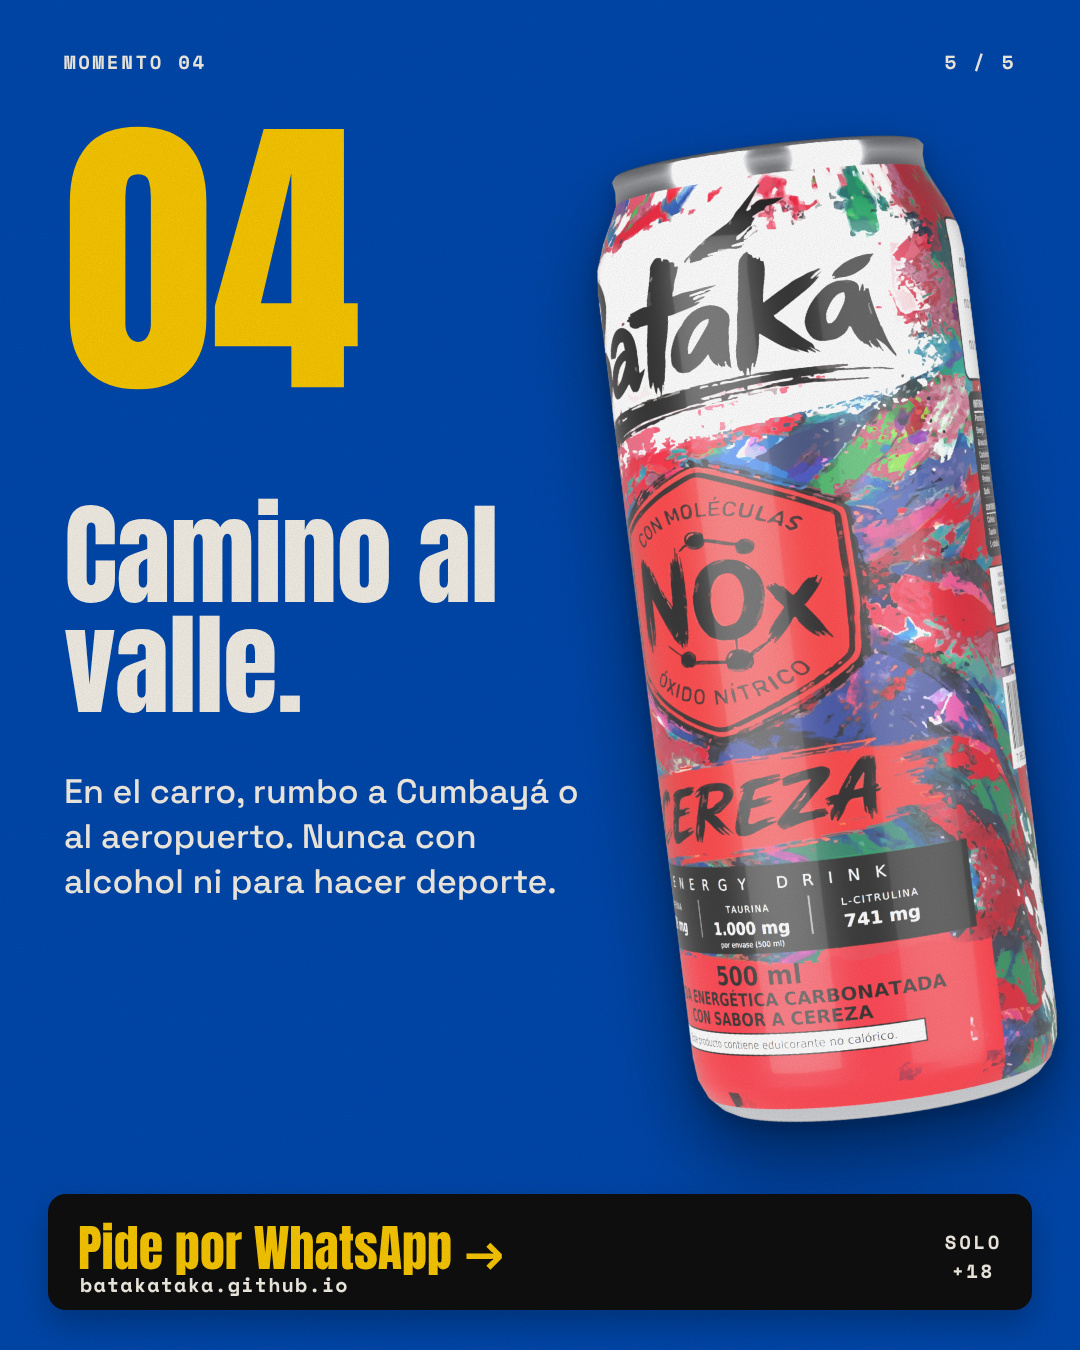 MOMENTO 04
5 / 5
04
Camino al
valle.
En el carro, rumbo a Cumbayá o
al aeropuerto. Nunca con
alcohol ni para hacer deporte.
ataká
CON MOLÉCULAS
NOx
ÓXIDO NÍTRICO
CEREZA
ENERGY DRINK
TAURINA
1.000 mg
por envase (500 ml)
L-CITRULINA
741 mg
500 ml
ENERGÉTICA CARBONATADA
CON SABOR A CEREZA
producto contiene edulcorante no calórico.
Pide por WhatsApp →
batakataka.github.io
SOLO
+18